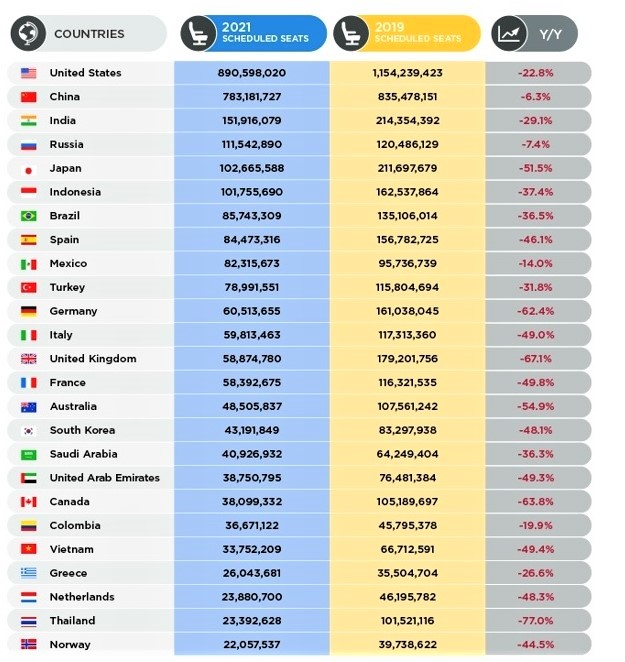 COUNTRIES 2021 SCHEDULED SEATS 2019 SCHEDULED SEATS Y/Y
United States 890,598,020 1,154,239,423 -22.8%
China 783,181,727 835,478,151 -6.3%
India 151,916,079 214,354,392 -29.1%
Russia 111,542,890 120,486,129 -7.4%
Japan 102,665,588 211,697,679 -51.5%
Indonesia 101,755,690 162,537,864 -37.4%
Brazil 85,743,309 135,106,014 -36.5%
Spain 84,473,316 156,782,725 -46.1%
Mexico 82,315,673 95,736,739 -14.0%
Turkey 78,991,551 115,804,694 -31.8%
Germany 60,513,655 161,038,045 -62.4%
Italy 59,813,463 117,313,360 -49.0%
United Kingdom 58,874,780 179,201,756 -67.1%
France 58,392,675 116,321,535 -49.8%
Australia 48,505,837 107,561,242 -54.9%
South Korea 43,191,849 83,297,938 -48.1%
Saudi Arabia 40,926,932 64,249,404 -36.3%
United Arab Emirates 38,750,795 76,481,384 -49.3%
Canada 38,099,332 105,189,697 -63.8%
Colombia 36,671,122 45,795,378 -19.9%
Vietnam 33,752,209 66,712,591 -49.4%
Greece 26,043,681 35,504,704 -26.6%
Netherlands 23,880,700 46,195,782 -48.3%
Thailand 23,392,628 101,521,116 -77.0%
Norway 22,057,537 39,738,622 -44.5%